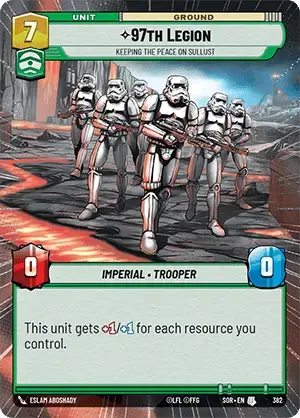 UNIT
GROUND
7
✧97TH LEGION
KEEPING THE PEACE ON SULLUST
0
IMPERIAL • TROOPER
0
This unit gets +1/+1 for each resource you
control.
ESLAM ABOSHADY
©LFL ©FFG
SOR • EN
382